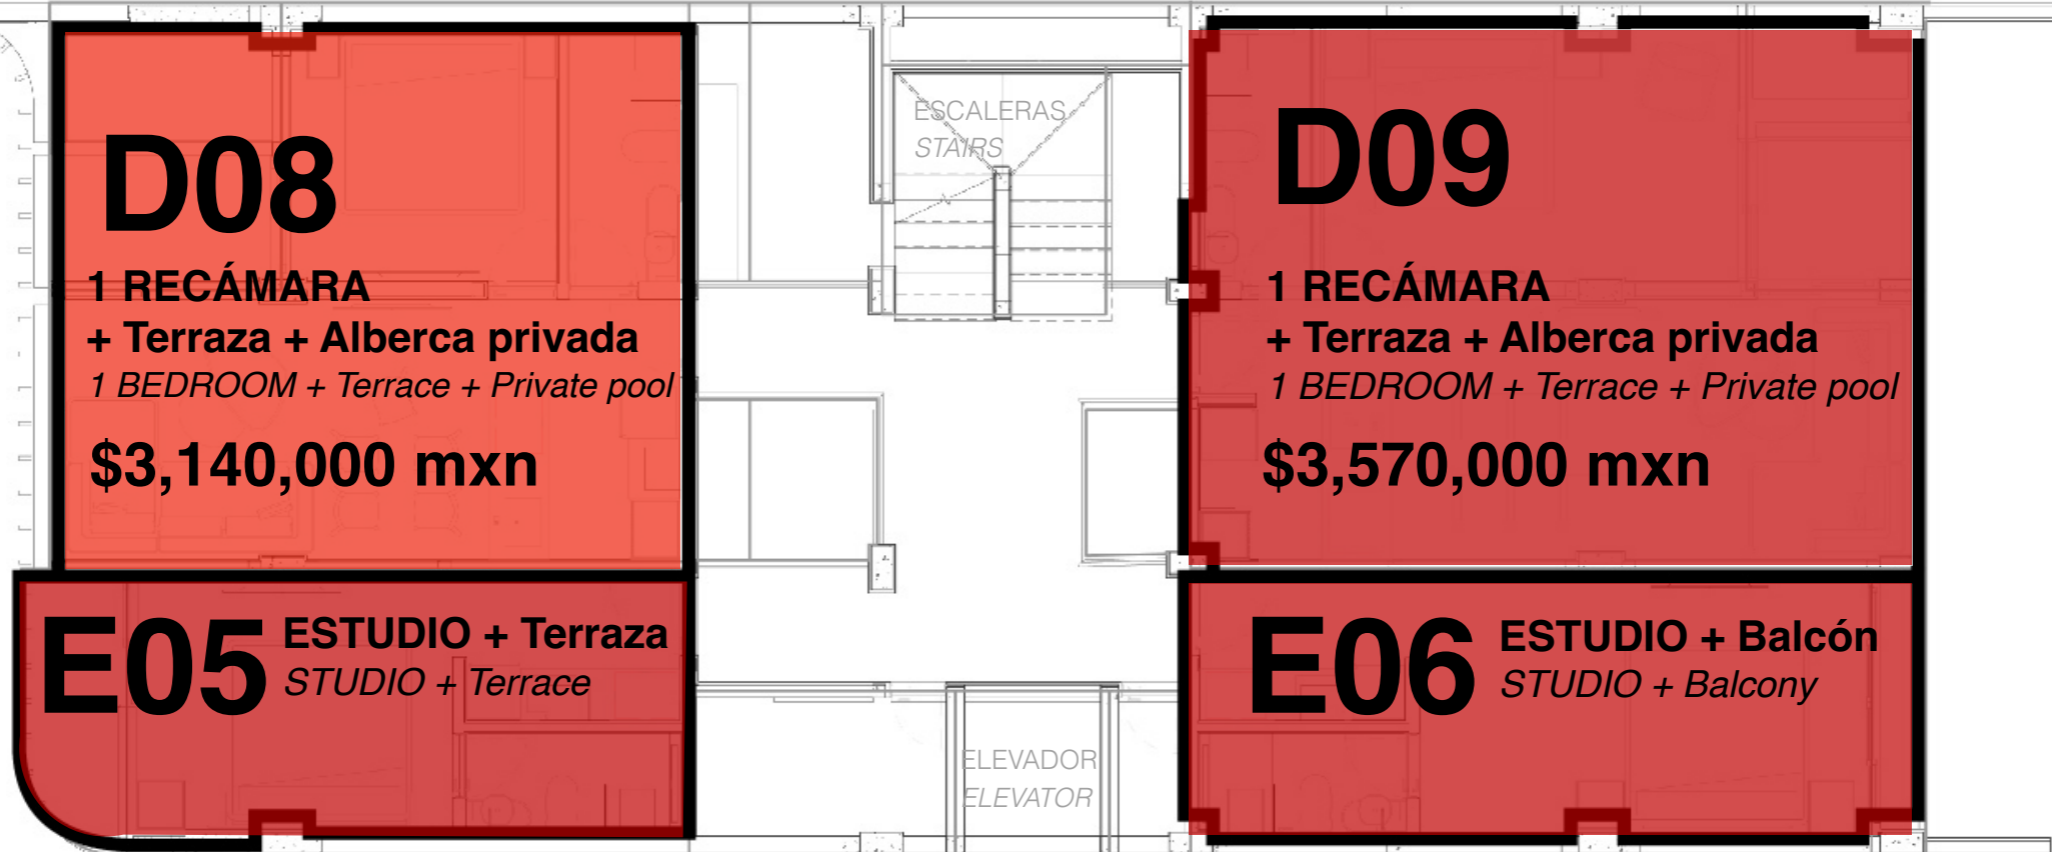 D08
1 RECÁMARA
+ Terraza + Alberca privada
1 BEDROOM + Terrace + Private pool
$3,140,000 mxn
ESCALERAS
STAIRS
D09
1 RECÁMARA
+ Terraza + Alberca privada
1 BEDROOM + Terrace + Private pool
$3,570,000 mxn
E05
ESTUDIO + Terraza
STUDIO + Terrace
ELEVADOR
ELEVATOR
E06
ESTUDIO + Balcón
STUDIO + Balcony